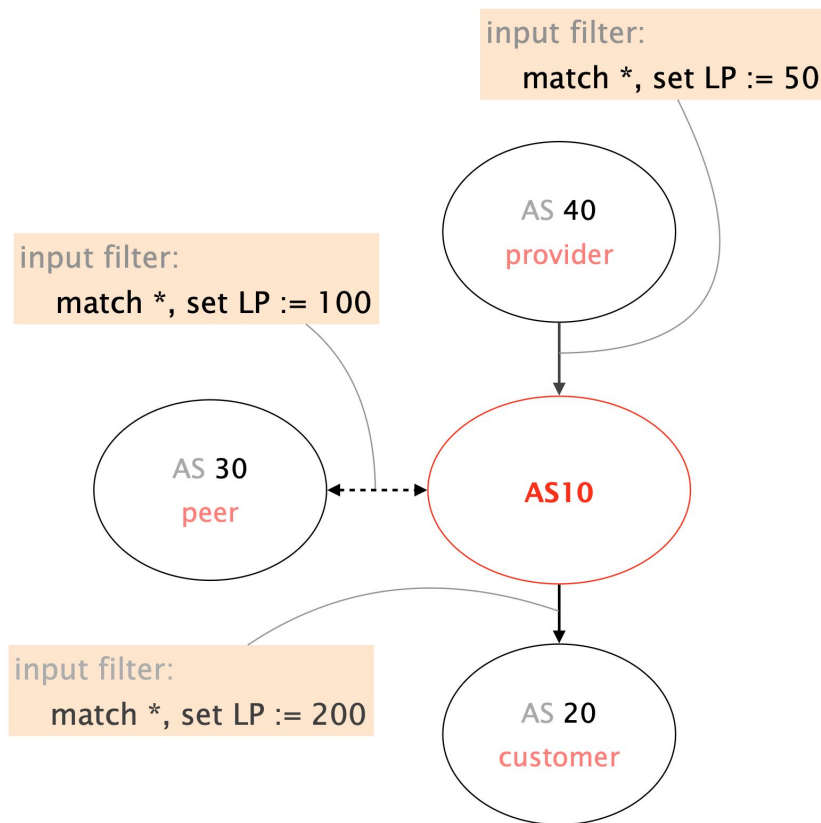 input filter:
match *, set LP := 50
AS 40
provider
input filter:
match *, set LP := 100
AS 30
peer
AS10
input filter:
match *, set LP := 200
AS 20
customer